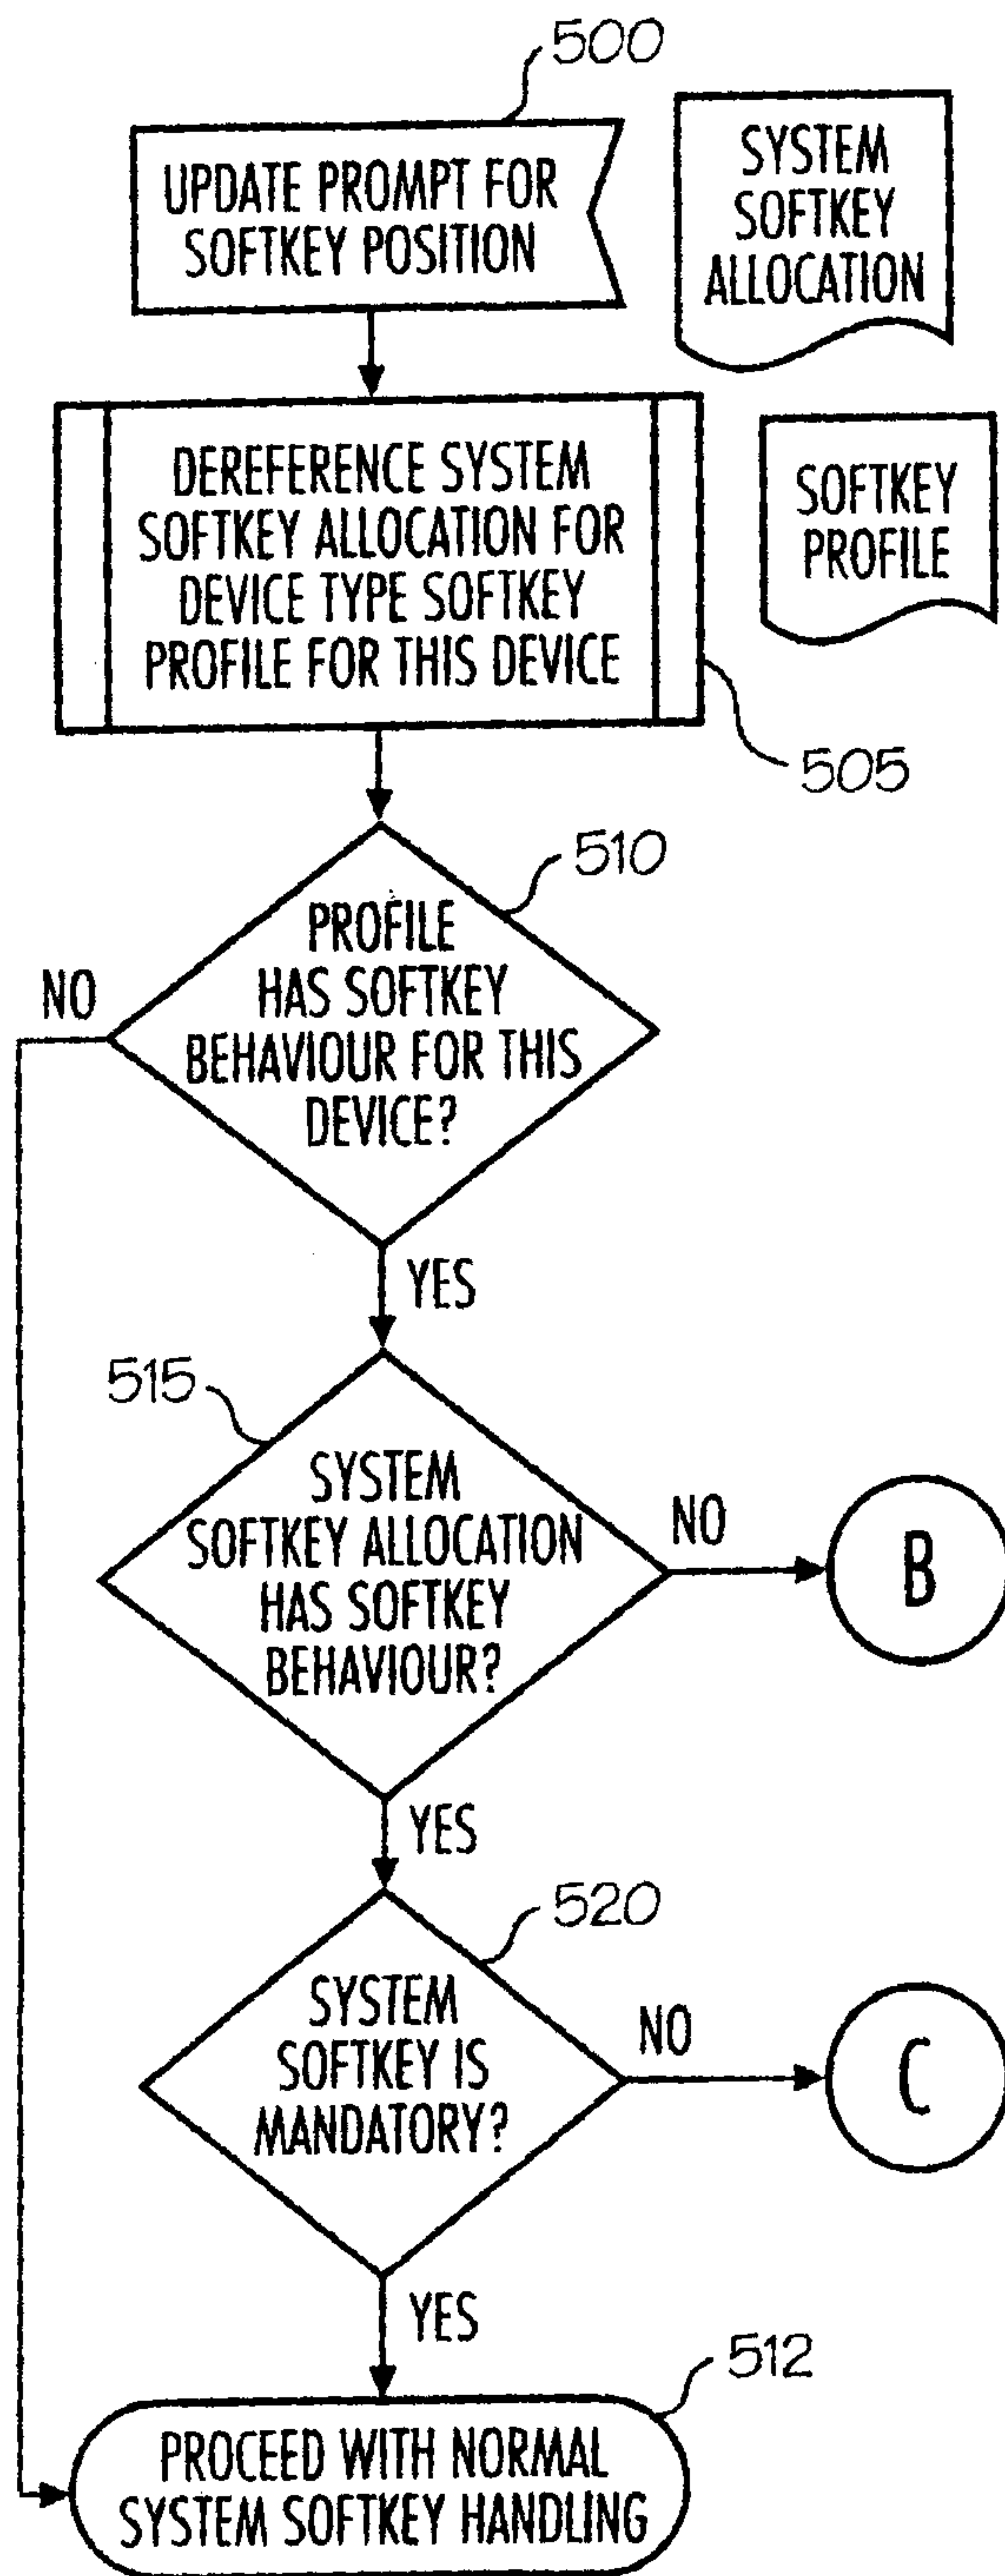 500
UPDATE PROMPT FOR
SOFTKEY POSITION
SYSTEM
SOFTKEY
ALLOCATION
DEREFERENCE SYSTEM
SOFTKEY ALLOCATION FOR
DEVICE TYPE SOFTKEY
PROFILE FOR THIS DEVICE
SOFTKEY
PROFILE
505
510
PROFILE
HAS SOFTKEY
BEHAVIOUR FOR THIS
DEVICE?
NO
YES
515
SYSTEM
SOFTKEY ALLOCATION
HAS SOFTKEY
BEHAVIOUR?
NO
B
YES
520
SYSTEM
SOFTKEY IS
MANDATORY?
NO
C
YES
512
PROCEED WITH NORMAL
SYSTEM SOFTKEY HANDLING